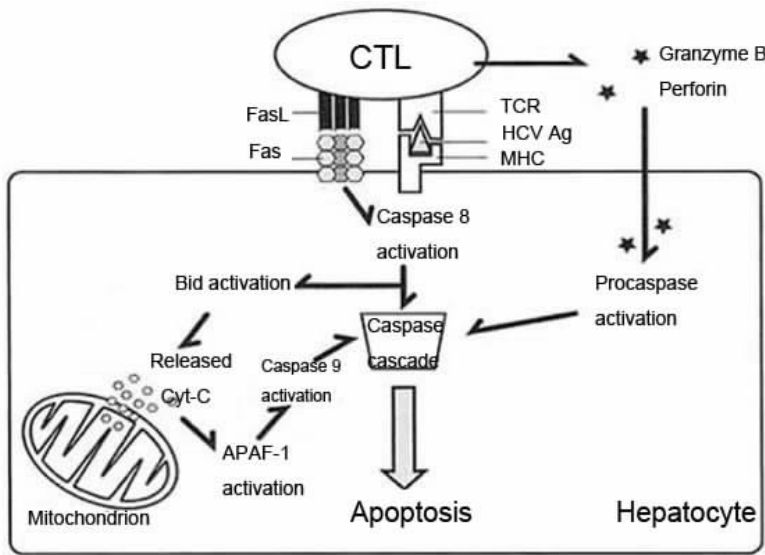 CTL
Granzyme B
Perforin
FasL
TCR
HCV Ag
Fas
MHC
Caspase 8
activation
Bid activation
Procaspase
activation
Caspase
cascade
Released
Cyt-C
Caspase 9
activation
APAF-1
activation
Mitochondrion
Apoptosis
Hepatocyte